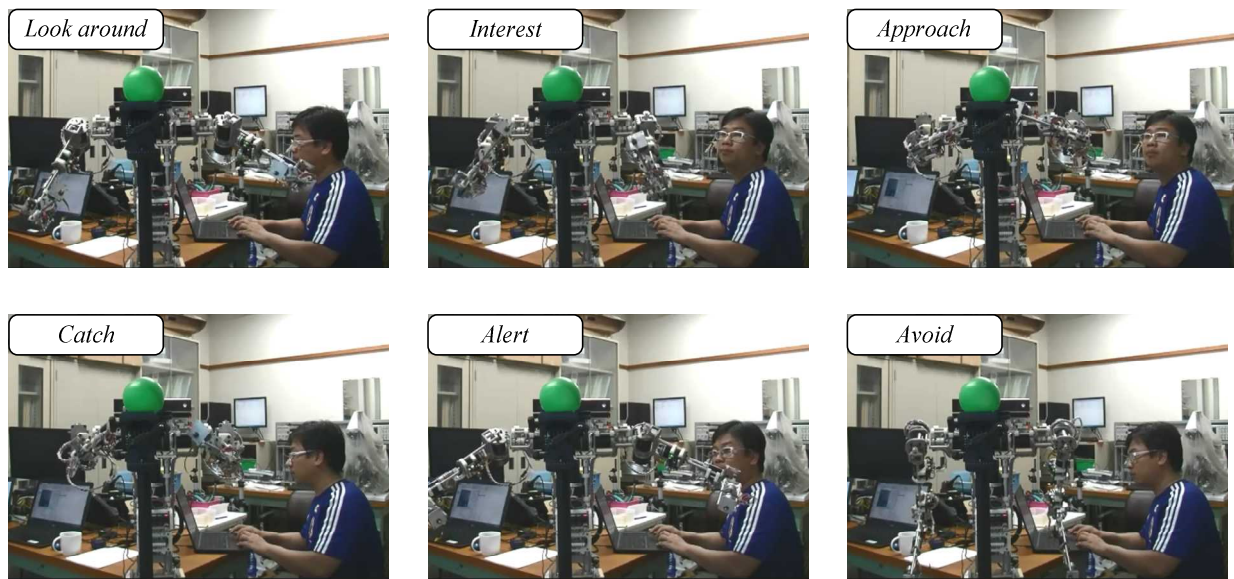 Look around
Interest
Approach
Catch
Alert
Avoid